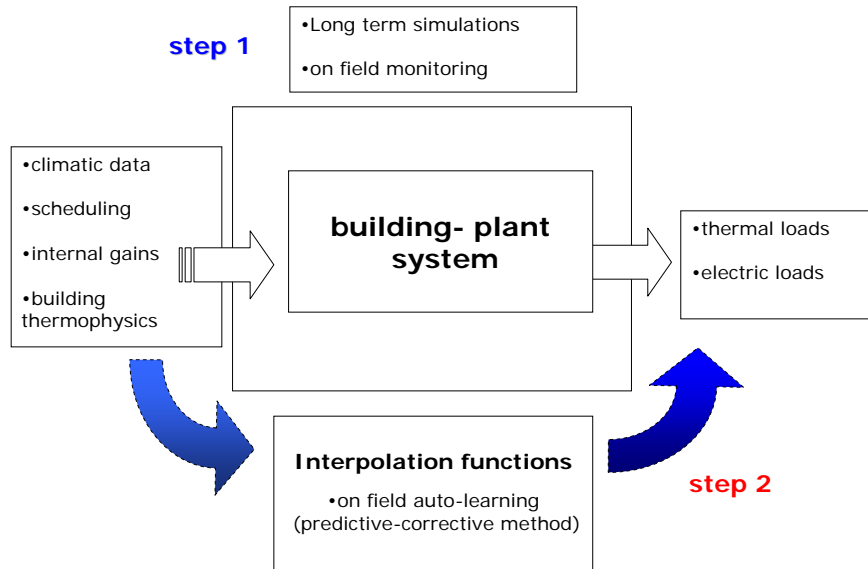 step 1
•Long term simulations
•on field monitoring
•climatic data
•scheduling
•internal gains
•building
thermophysics
building- plant
system
•thermal loads
•electric loads
Interpolation functions
•on field auto-learning
(predictive-corrective method)
step 2